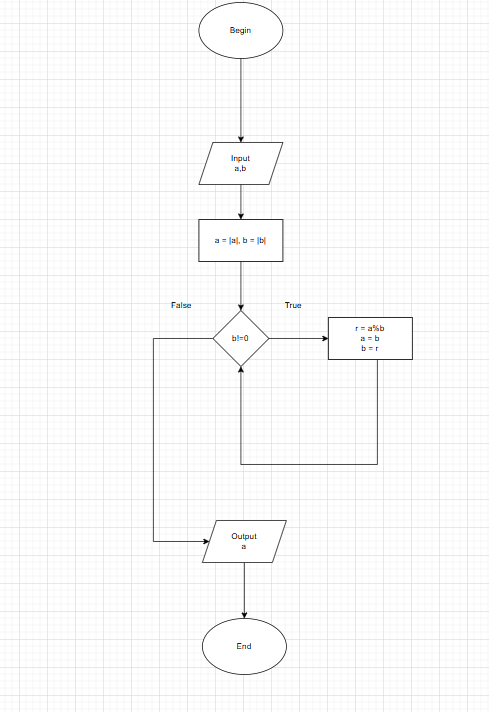 Begin
Input
a,b
a = |a|, b = |b|
False
True
b!=0
r = a%b
a = b
b = r
Output
a
End